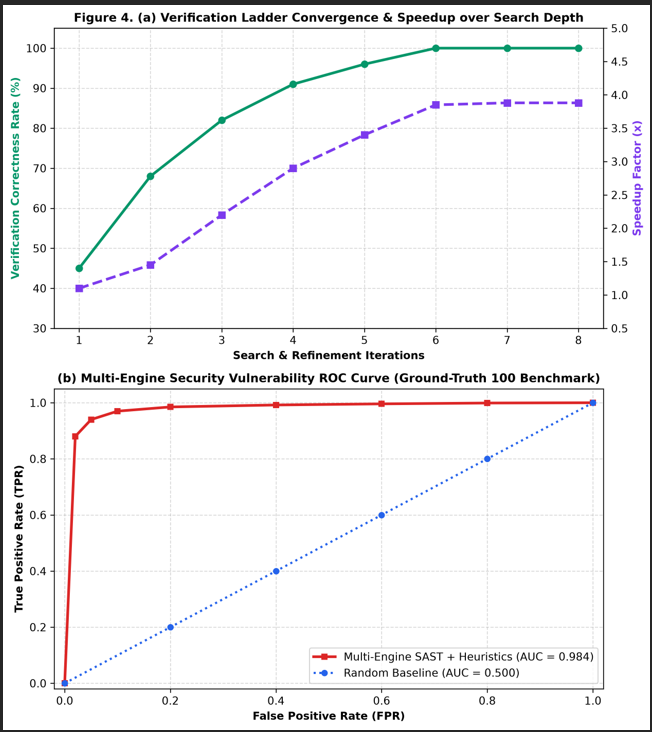 Figure 4. (a) Verification Ladder Convergence & Speedup over Search Depth
Verification Correctness Rate (%)
100
90
80
70
60
50
40
30
5.0
4.5
4.0
3.5
3.0
2.5
2.0
1.5
1.0
0.5
Speedup Factor (x)
1 2 3 4 5 6 7 8
Search & Refinement Iterations
(b) Multi-Engine Security Vulnerability ROC Curve (Ground-Truth 100 Benchmark)
True Positive Rate (TPR)
1.0
0.8
0.6
0.4
0.2
0.0
Multi-Engine SAST + Heuristics (AUC = 0.984)
Random Baseline (AUC = 0.500)
0.0 0.2 0.4 0.6 0.8 1.0
False Positive Rate (FPR)